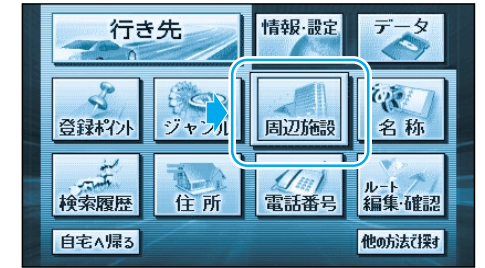 行き先
情報・設定
データ
登録ポイント
ジャンル
周辺施設
名称
検索履歴
住所
電話番号
ルート
編集・確認
自宅へ帰る
他の方法で探す